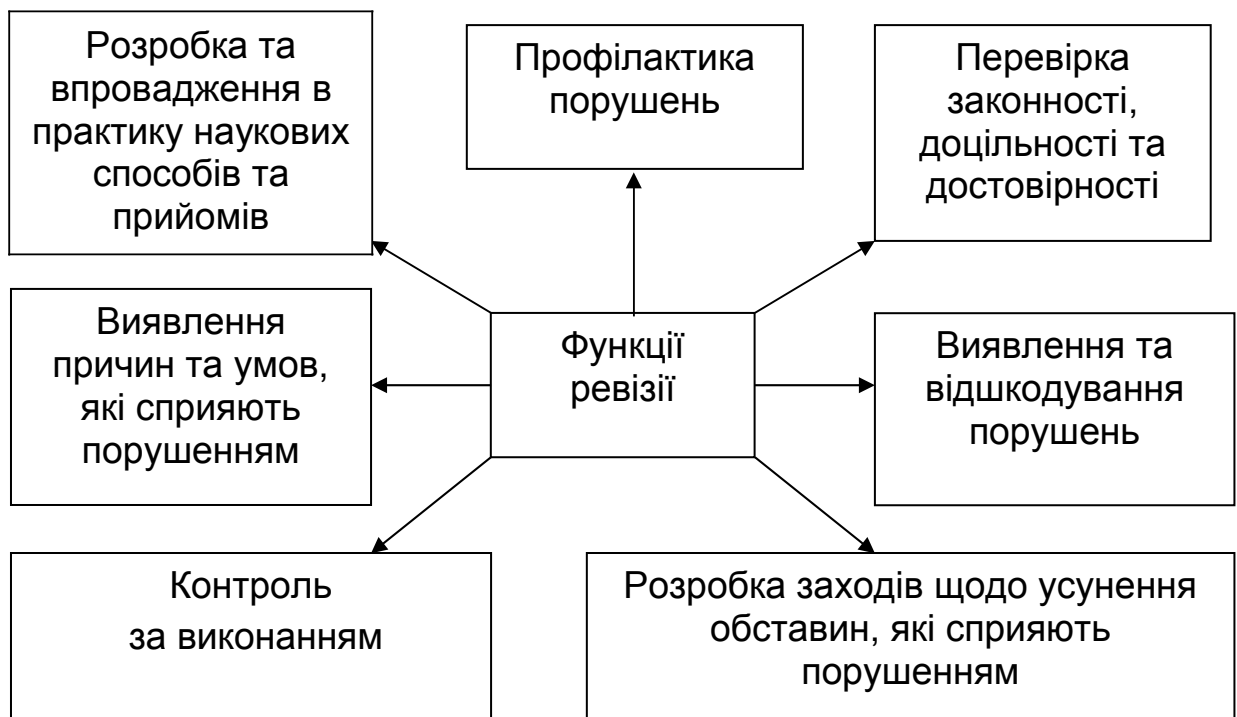 Розробка та
впровадження в
практику наукових
способів та
прийомів
Профілактика
порушень
Перевірка
законності,
доцільності та
достовірності
Виявлення
причин та умов,
які сприяють
порушенням
Функції
ревізії
Виявлення та
відшкодування
порушень
Контроль
за виконанням
Розробка заходів щодо усунення
обставин, які сприяють
порушенням